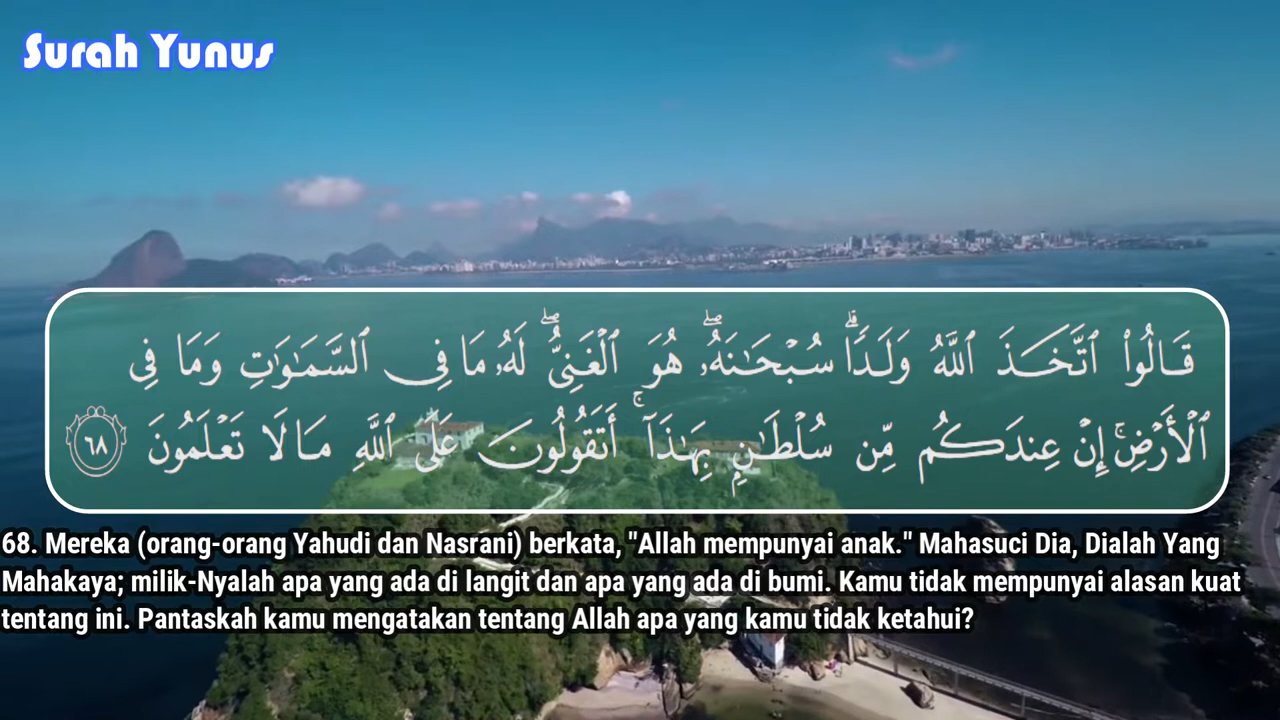 Surah Yunus
قَالُوا۟ ٱتَّخَذَ ٱللَّهُ وَلَدًۭا ۗ سُبْحَـٰنَهُۥ ۖ هُوَ ٱلْغَنِىُّ ۖ لَهُۥ مَا فِى ٱلسَّمَـٰوَٰتِ وَمَا فِى
ٱلْأَرْضِ ۚ إِنْ عِندَكُم مِّن سُلْطَـٰنٍۭ بِهَـٰذَآ ۚ أَتَقُولُونَ عَلَى ٱللَّهِ مَا لَا تَعْلَمُونَ ٦٨
68. Mereka (orang-orang Yahudi dan Nasrani) berkata, "Allah mempunyai anak." Mahasuci Dia, Dialah Yang
Mahakaya; milik-Nyalah apa yang ada di langit dan apa yang ada di bumi. Kamu tidak mempunyai alasan kuat
tentang ini. Pantaskah kamu mengatakan tentang Allah apa yang kamu tidak ketahui?